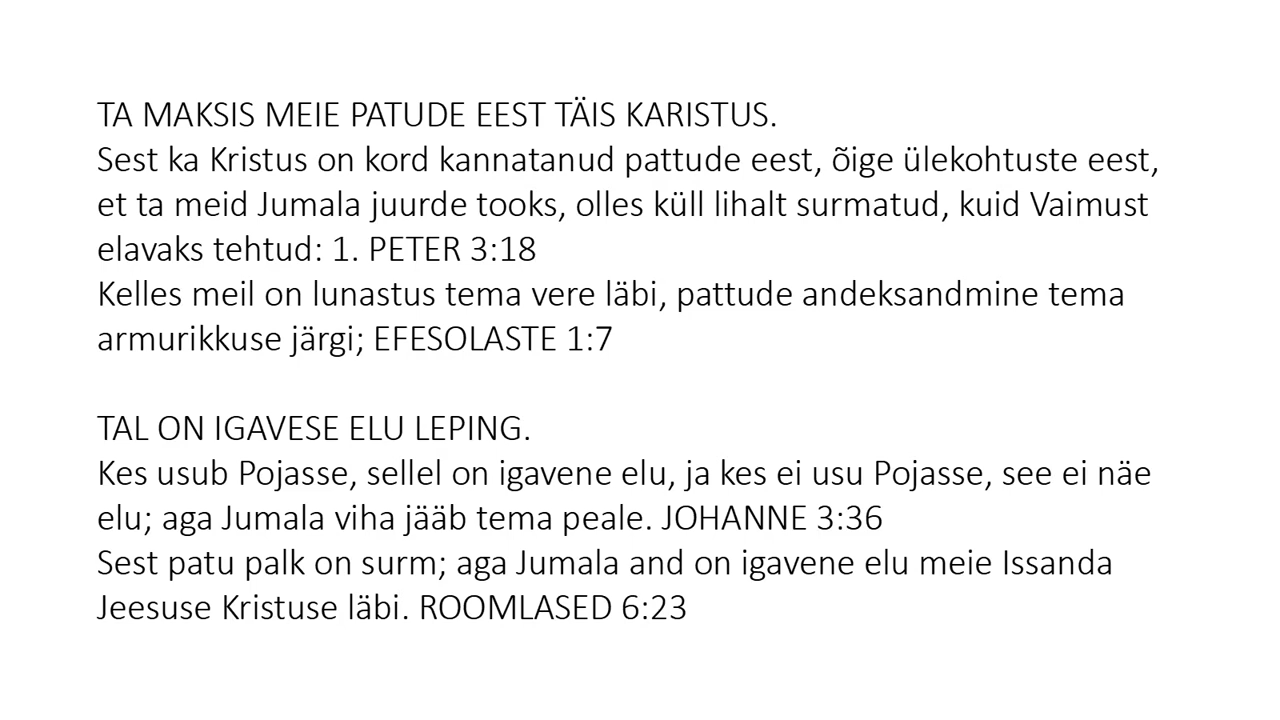 TA MAKSIS MEIE PATUDE EEST TÄIS KARISTUS.
Sest ka Kristus on kord kannatanud pattude eest, õige ülekohtuste eest,
et ta meid Jumala juurde tooks, olles küll lihalt surmatud, kuid Vaimust
elavaks tehtud: 1. PETER 3:18
Kelles meil on lunastus tema vere läbi, pattude andeksandmine tema
armurikkuse järgi; EFESOLASTE 1:7
TAL ON IGAVESE ELU LEPING.
Kes usub Pojasse, sellel on igavene elu, ja kes ei usu Pojasse, see ei näe
elu; aga Jumala viha jääb tema peale. JOHANNE 3:36
Sest patu palk on surm; aga Jumala and on igavene elu meie Issanda
Jeesuse Kristuse läbi. ROOMLASED 6:23